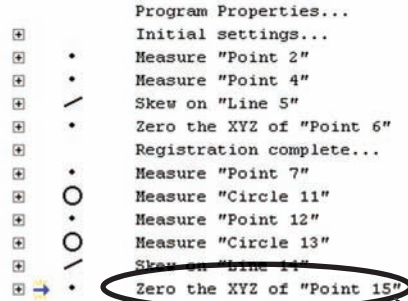 Program Properties...
Initial settings...
Measure "Point 2"
Measure "Point 4"
Skew on "Line 5"
Zero the XYZ of "Point 6"
Registration complete...
Measure "Point 7"
Measure "Circle 11"
Measure "Point 12"
Measure "Circle 13"
Skew on "Line 14"
Zero the XYZ of "Point 15"